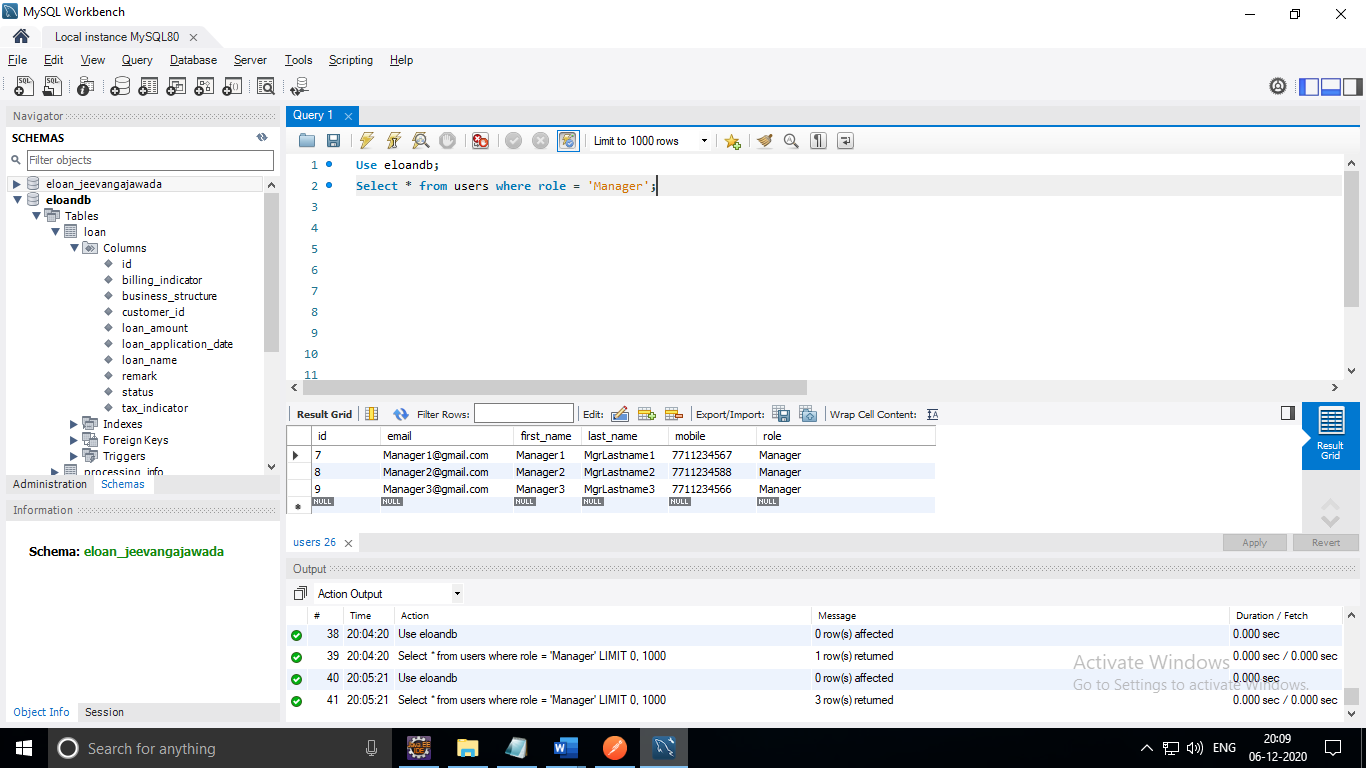 MySQL Workbench
Local instance MySQL80
File Edit View Query Database Server Tools Scripting Help
Navigator
SCHEMAS
Filter objects
eloan_jeevangajawada
eloandb
Tables
loan
Columns
id
billing_indicator
business_structure
customer_id
loan_amount
loan_application_date
loan_name
remark
status
tax_indicator
Indexes
Foreign Keys
Triggers
processing_info
Administration Schemas
Information
Schema: eloan_jeevangajawada
Object Info Session
Query 1
Limit to 1000 rows
1 Use eloandb;
2 Select * from users where role = 'Manager';
3
4
5
6
7
8
9
10
11
Result Grid Filter Rows: Edit: Export/Import: Wrap Cell Content:
id email first_name last_name mobile role
7 Manager1@gmail.com Manager1 MgrLastname1 7711234567 Manager
8 Manager2@gmail.com Manager2 MgrLastname2 7711234588 Manager
9 Manager3@gmail.com Manager3 MgrLastname3 7711234566 Manager
NULL NULL NULL NULL NULL NULL
Result
Grid
users 26
Apply Revert
Output
Action Output
# Time Action Message Duration / Fetch
38 20:04:20 Use eloandb 0 row(s) affected 0.000 sec
39 20:04:20 Select * from users where role = 'Manager' LIMIT 0, 1000 1 row(s) returned 0.000 sec / 0.000 sec
40 20:05:21 Use eloandb 0 row(s) affected 0.000 sec
41 20:05:21 Select * from users where role = 'Manager' LIMIT 0, 1000 3 row(s) returned 0.000 sec / 0.000 sec
Activate Windows
Go to Settings to activate Windows.
Search for anything
ENG
20:09
06-12-2020